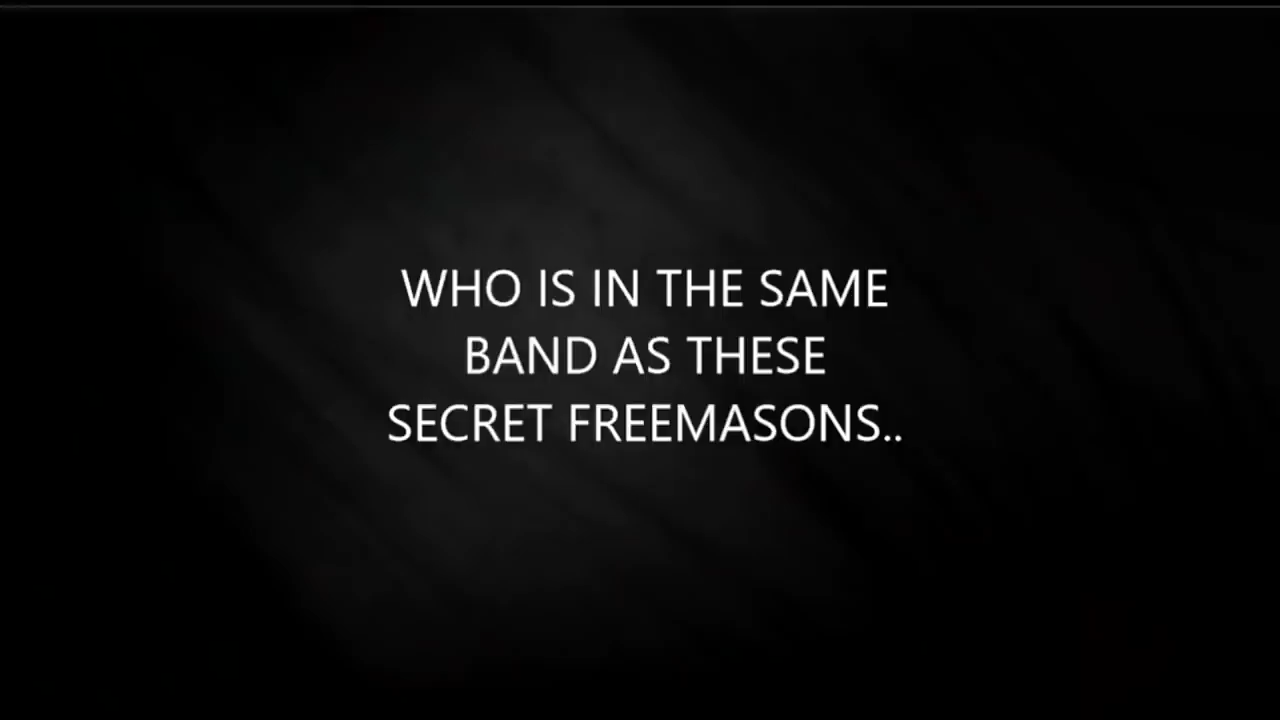 WHO IS IN THE SAME
BAND AS THESE
SECRET FREEMASONS..